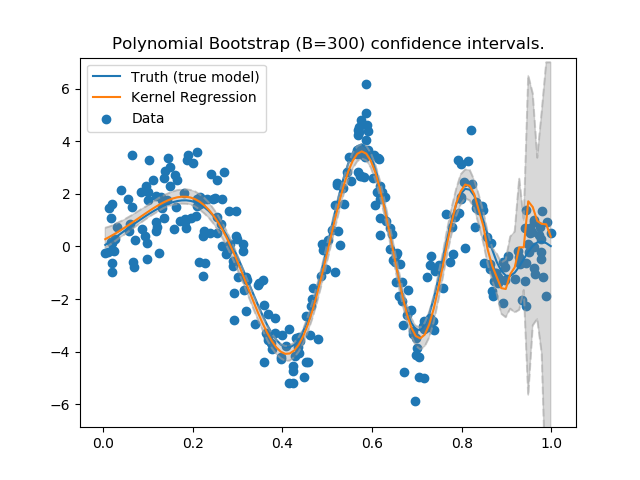 Polynomial Bootstrap (B=300) confidence intervals.
Truth (true model)
Kernel Regression
Data
6
4
2
0
−2
−4
−6
0.0 0.2 0.4 0.6 0.8 1.0